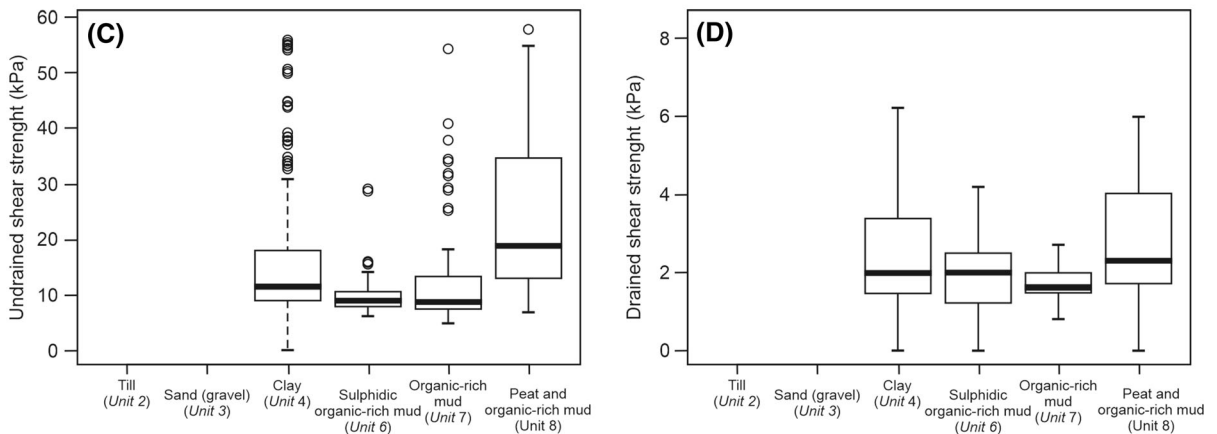 (C)
Undrained shear strenght (kPa)
60
50
40
30
20
10
0
Till
(Unit 2)
Sand (gravel)
(Unit 3)
Clay
(Unit 4)
Sulphidic
organic-rich mud
(Unit 6)
Organic-rich
mud
(Unit 7)
Peat and
organic-rich mud
(Unit 8)
(D)
Drained shear strenght (kPa)
8
6
4
2
0
Till
(Unit 2)
Sand (gravel)
(Unit 3)
Clay
(Unit 4)
Sulphidic
organic-rich mud
(Unit 6)
Organic-rich
mud
(Unit 7)
Peat and
organic-rich mud
(Unit 8)